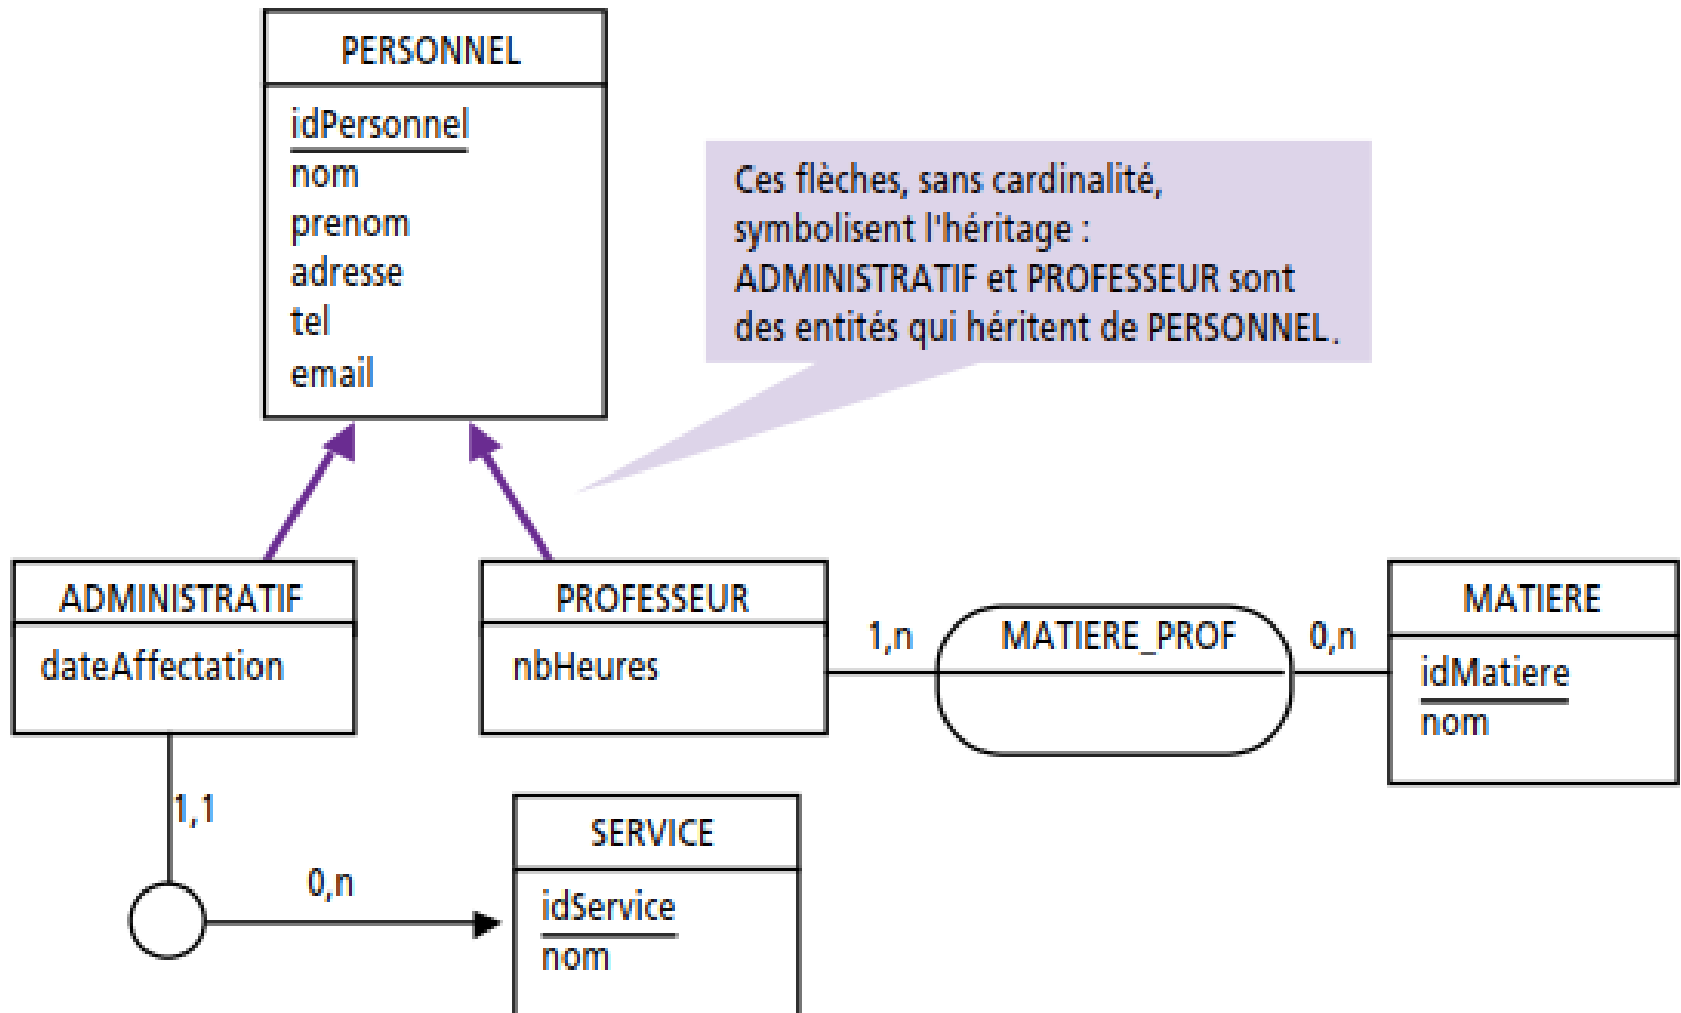 PERSONNEL
idPersonnel
nom
prenom
adresse
tel
email
Ces flèches, sans cardinalité,
symbolisent l'héritage :
ADMINISTRATIF et PROFESSEUR sont
des entités qui héritent de PERSONNEL.
ADMINISTRATIF
dateAffectation
PROFESSEUR
nbHeures
1,n
MATIERE_PROF
0,n
MATIERE
idMatiere
nom
1,1
0,n
SERVICE
idService
nom